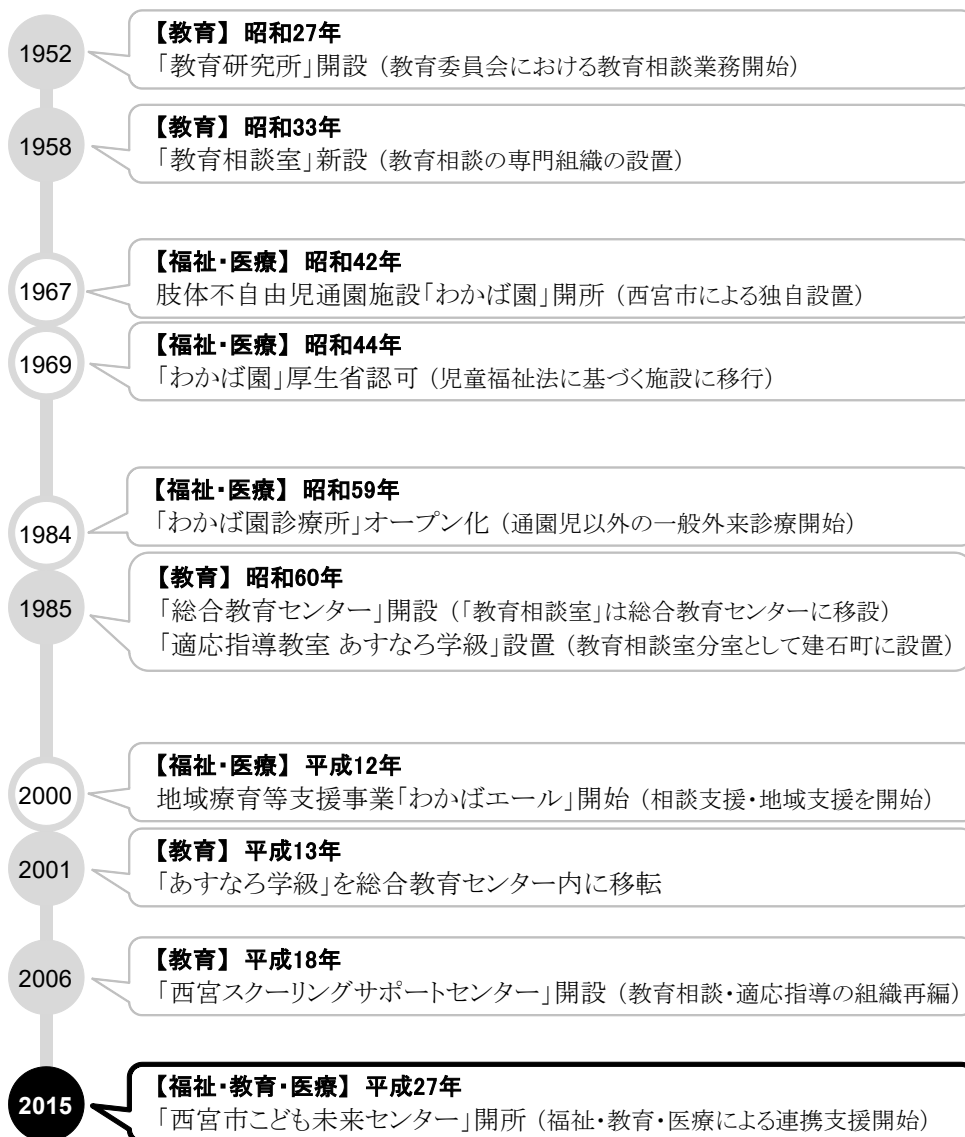 1952
【教育】 昭和27年
「教育研究所」開設 （教育委員会における教育相談業務開始）
1958
【教育】 昭和33年
「教育相談室」新設 （教育相談の専門組織の設置）
1967
【福祉・医療】 昭和42年
肢体不自由児通園施設「わかば園」開所 （西宮市による独自設置）
1969
【福祉・医療】 昭和44年
「わかば園」厚生省認可 （児童福祉法に基づく施設に移行）
1984
【福祉・医療】 昭和59年
「わかば園診療所」オープン化 （通園児以外の一般外来診療開始）
1985
【教育】 昭和60年
「総合教育センター」開設 （「教育相談室」は総合教育センターに移設）
「適応指導教室 あすなろ学級」設置 （教育相談室分室として建石町に設置）
2000
【福祉・医療】 平成12年
地域療育等支援事業「わかばエール」開始 （相談支援・地域支援を開始）
2001
【教育】 平成13年
「あすなろ学級」を総合教育センター内に移転
2006
【教育】 平成18年
「西宮スクーリングサポートセンター」開設 （教育相談・適応指導の組織再編）
2015
【福祉・教育・医療】 平成27年
「西宮市こども未来センター」開所 （福祉・教育・医療による連携支援開始）